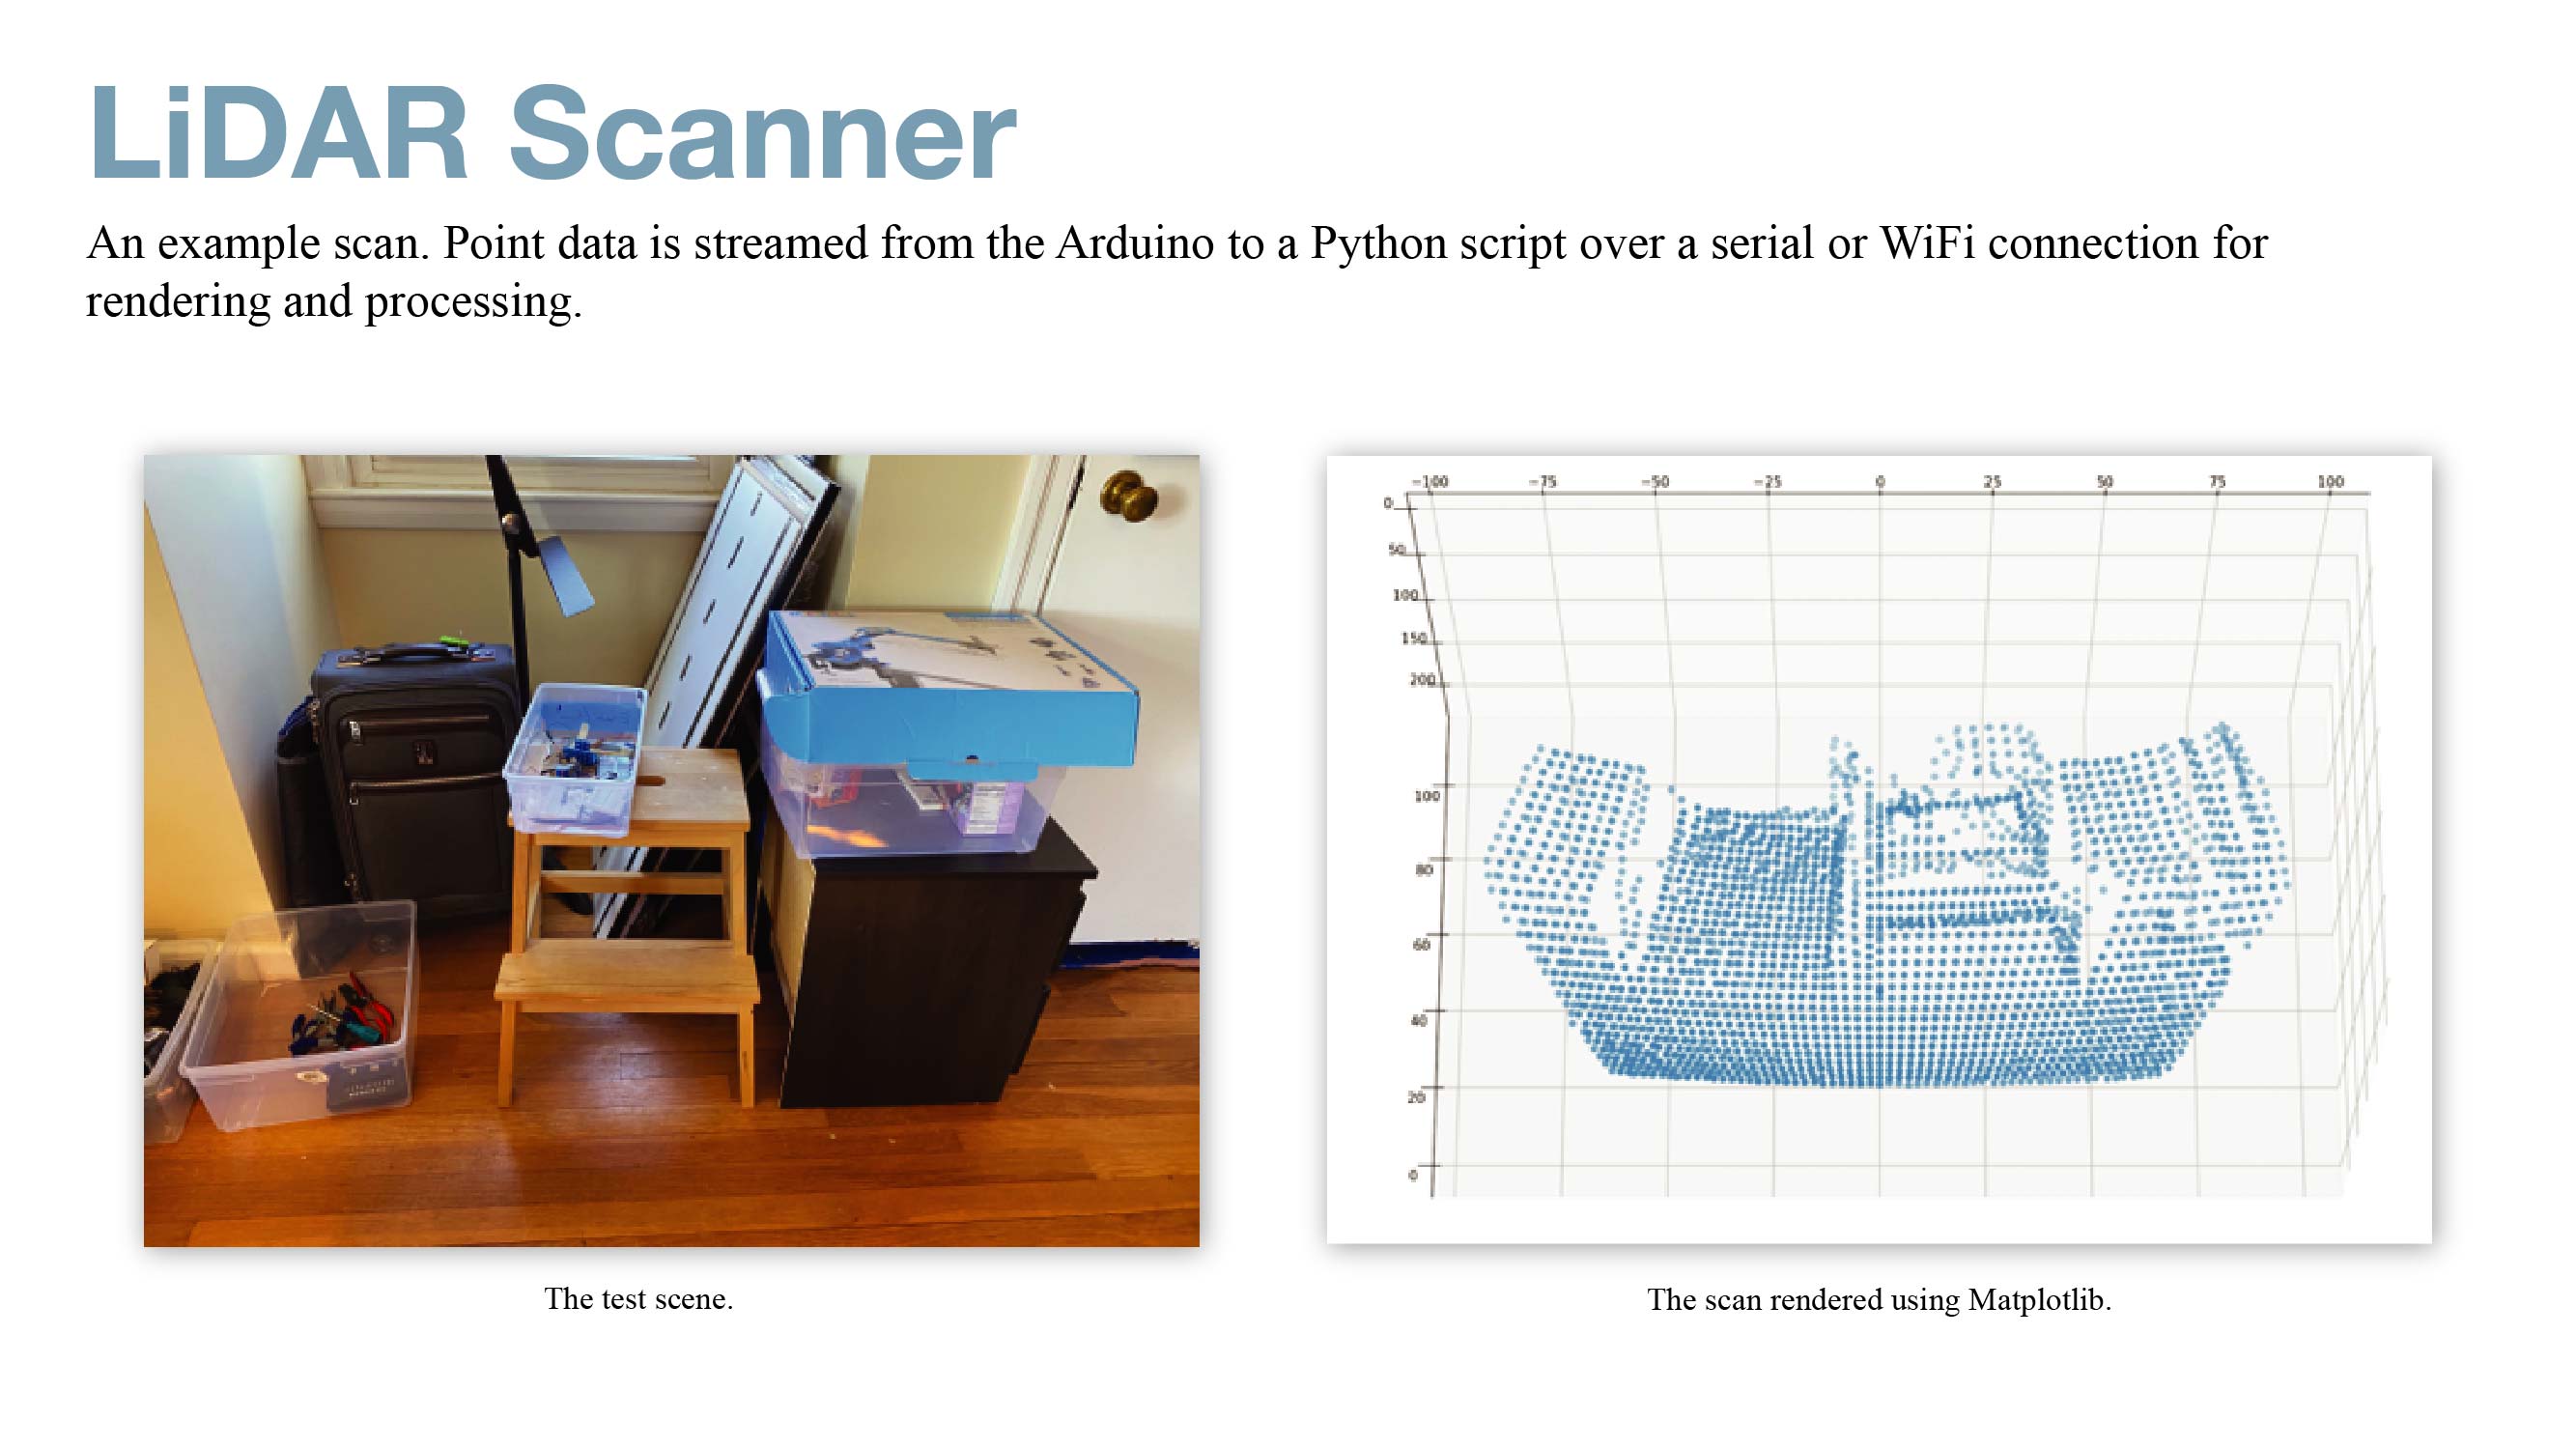 LiDAR Scanner
An example scan. Point data is streamed from the Arduino to a Python script over a serial or WiFi connection for
rendering and processing.
−100 −75 −50 −25 0 25 50 75 100
0
50
100
150
200
100
80
60
40
20
0
The test scene.
The scan rendered using Matplotlib.